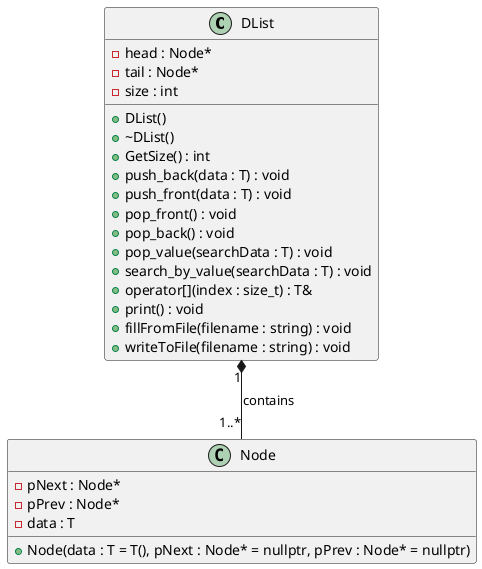 C DList
head : Node*
tail : Node*
size : int
DList()
~DList()
GetSize() : int
push_back(data : T) : void
push_front(data : T) : void
pop_front() : void
pop_back() : void
pop_value(searchData : T) : void
search_by_value(searchData : T) : void
operator[](index : size_t) : T&
print() : void
fillFromFile(filename : string) : void
writeToFile(filename : string) : void
1
contains
1..*
C Node
pNext : Node*
pPrev : Node*
data : T
Node(data : T = T(), pNext : Node* = nullptr, pPrev : Node* = nullptr)